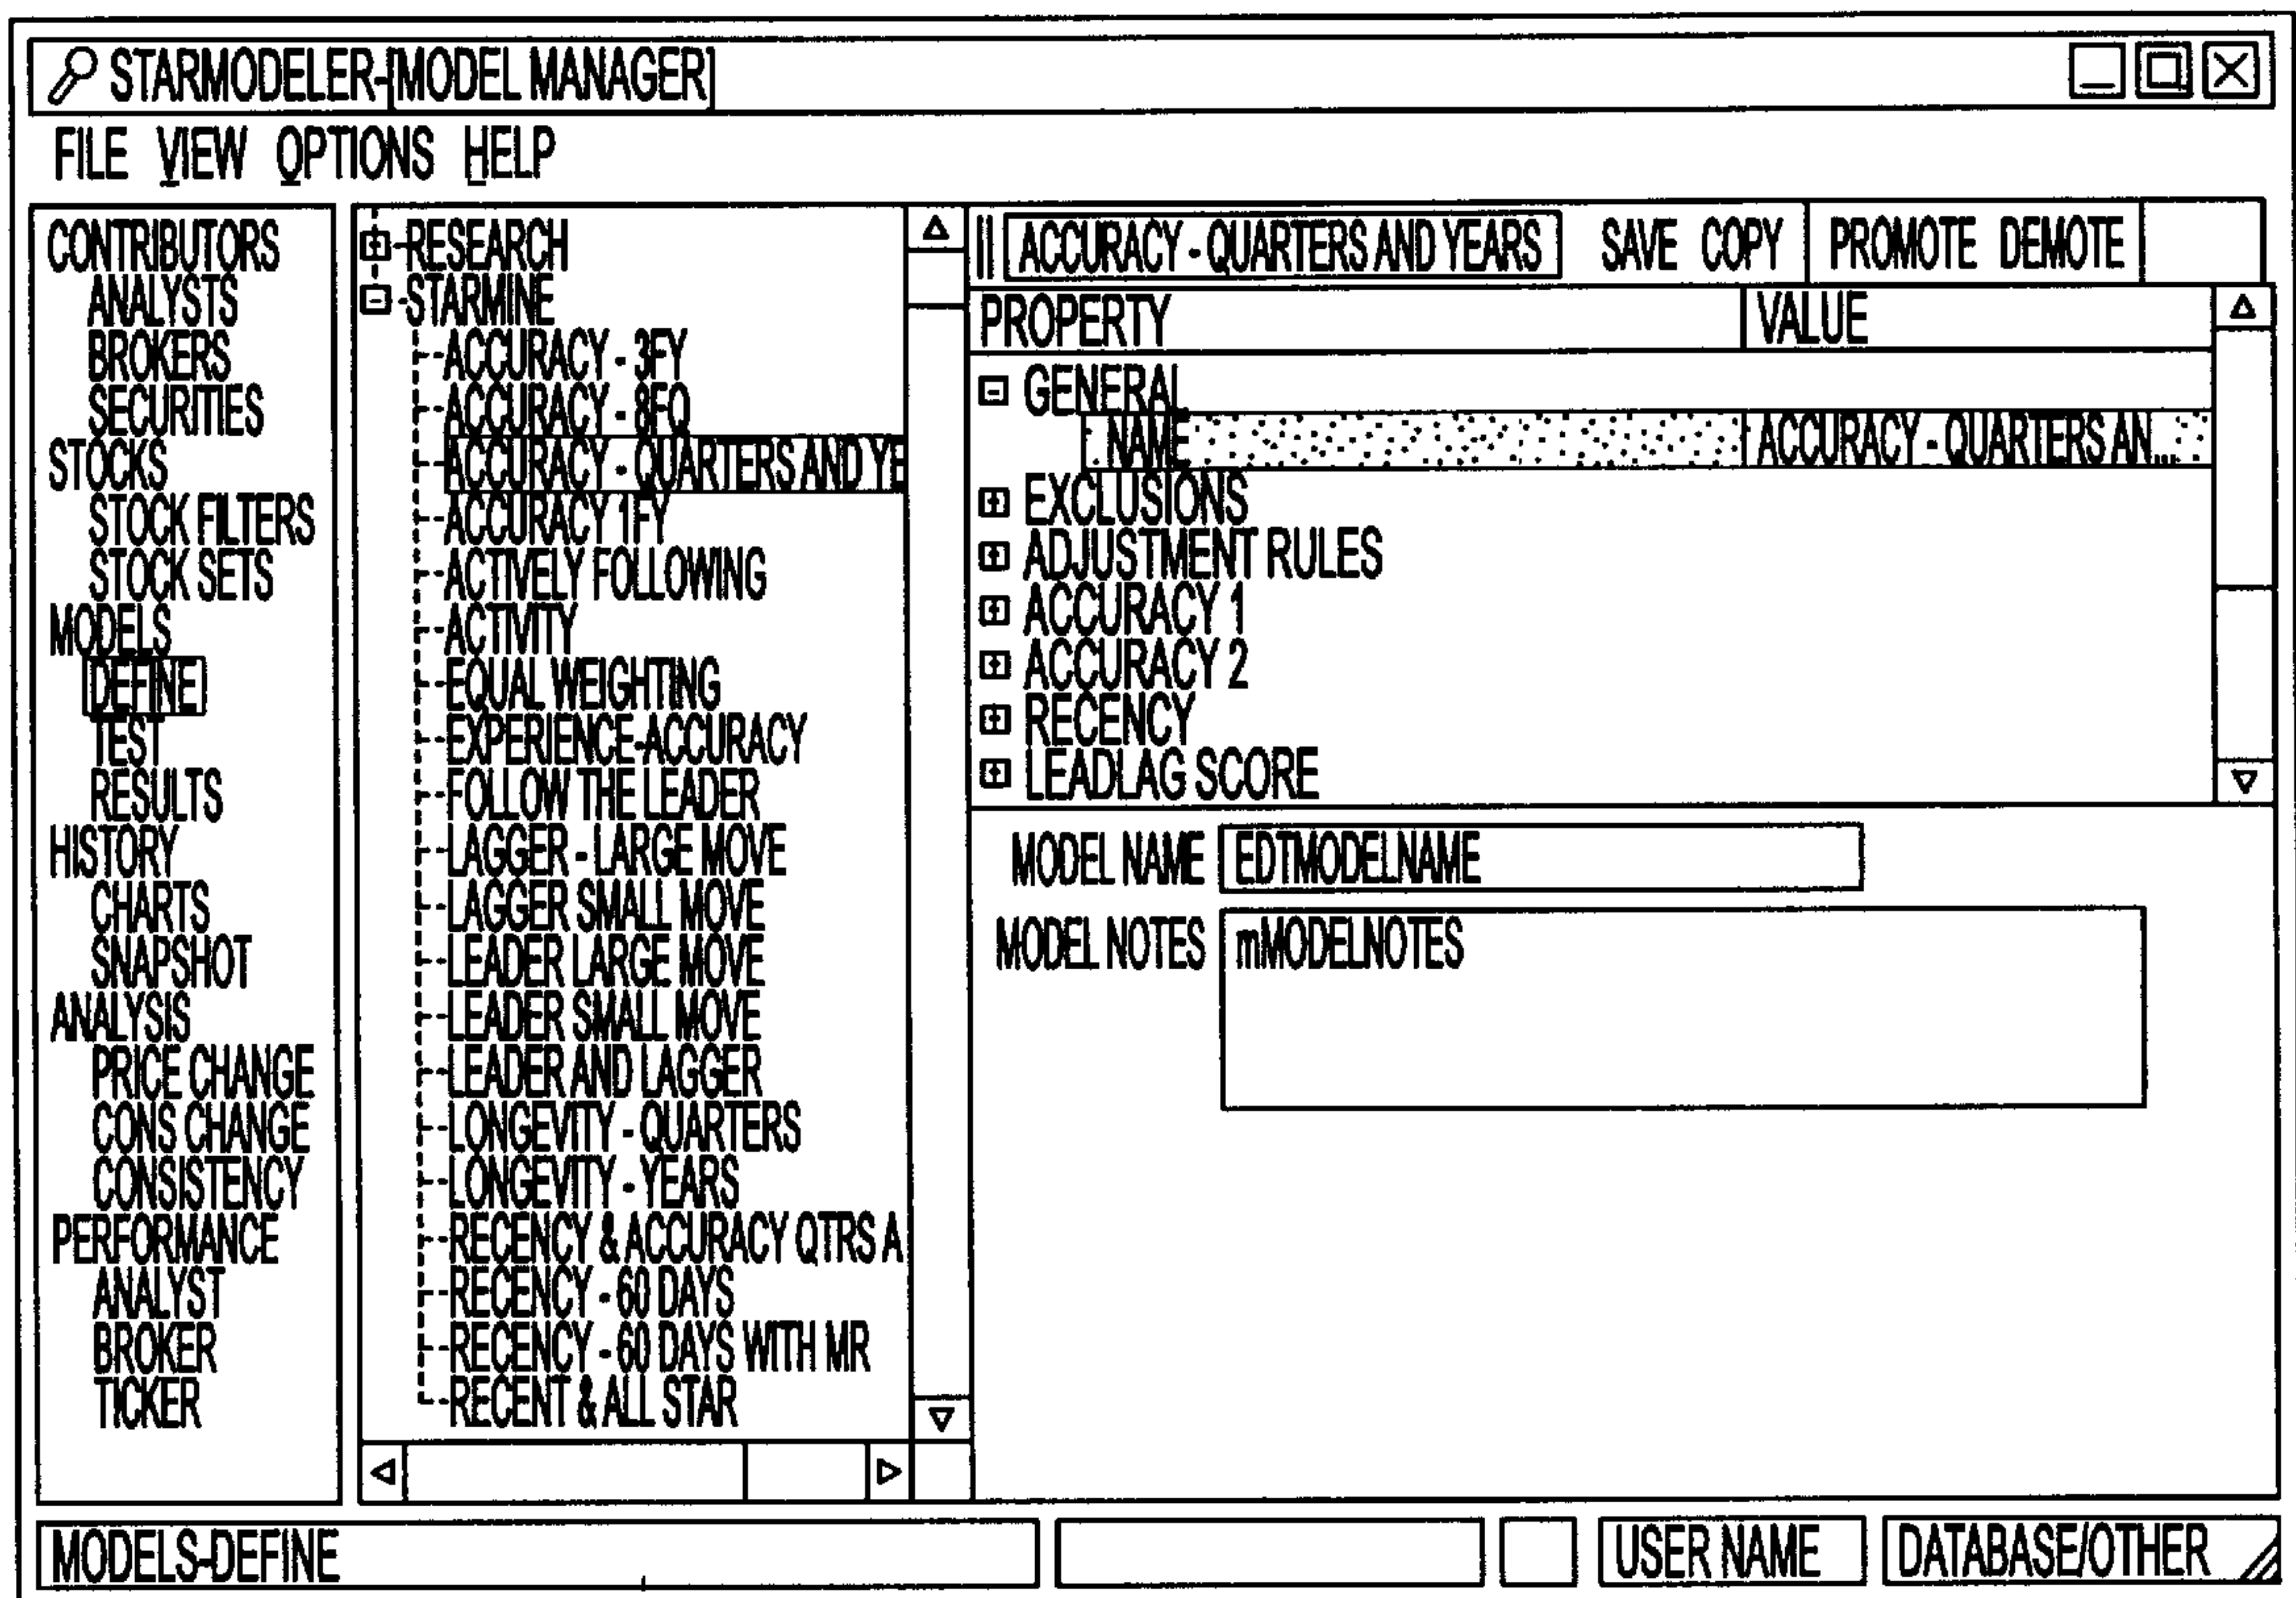 STARMODELER-[MODEL MANAGER]
FILE VIEW OPTIONS HELP
CONTRIBUTORS
ANALYSTS
BROKERS
SECURITIES
STOCKS
STOCK FILTERS
STOCK SETS
MODELS
DEFINE
TEST
RESULTS
HISTORY
CHARTS
SNAPSHOT
ANALYSIS
PRICE CHANGE
CONS CHANGE
CONSISTENCY
PERFORMANCE
ANALYST
BROKER
TICKER
RESEARCH
STARMINE
ACCURACY - 3FY
ACCURACY - 8FQ
ACCURACY - QUARTERS AND YE
ACCURACY 1FY
ACTIVELY FOLLOWING
ACTIVITY
EQUAL WEIGHTING
EXPERIENCE-ACCURACY
FOLLOW THE LEADER
LAGGER - LARGE MOVE
LAGGER SMALL MOVE
LEADER LARGE MOVE
LEADER SMALL MOVE
LEADER AND LAGGER
LONGEVITY - QUARTERS
LONGEVITY - YEARS
RECENCY & ACCURACY QTRS A
RECENCY - 60 DAYS
RECENCY - 60 DAYS WITH MR
RECENT & ALL STAR
ACCURACY - QUARTERS AND YEARS SAVE COPY PROMOTE DEMOTE
PROPERTY VALUE
GENERAL
NAME ACCURACY - QUARTERS AN...
EXCLUSIONS
ADJUSTMENT RULES
ACCURACY 1
ACCURACY 2
RECENCY
LEADLAG SCORE
MODEL NAME EDTMODELNAME
MODEL NOTES mMODELNOTES
MODELS-DEFINE USER NAME DATABASE/OTHER